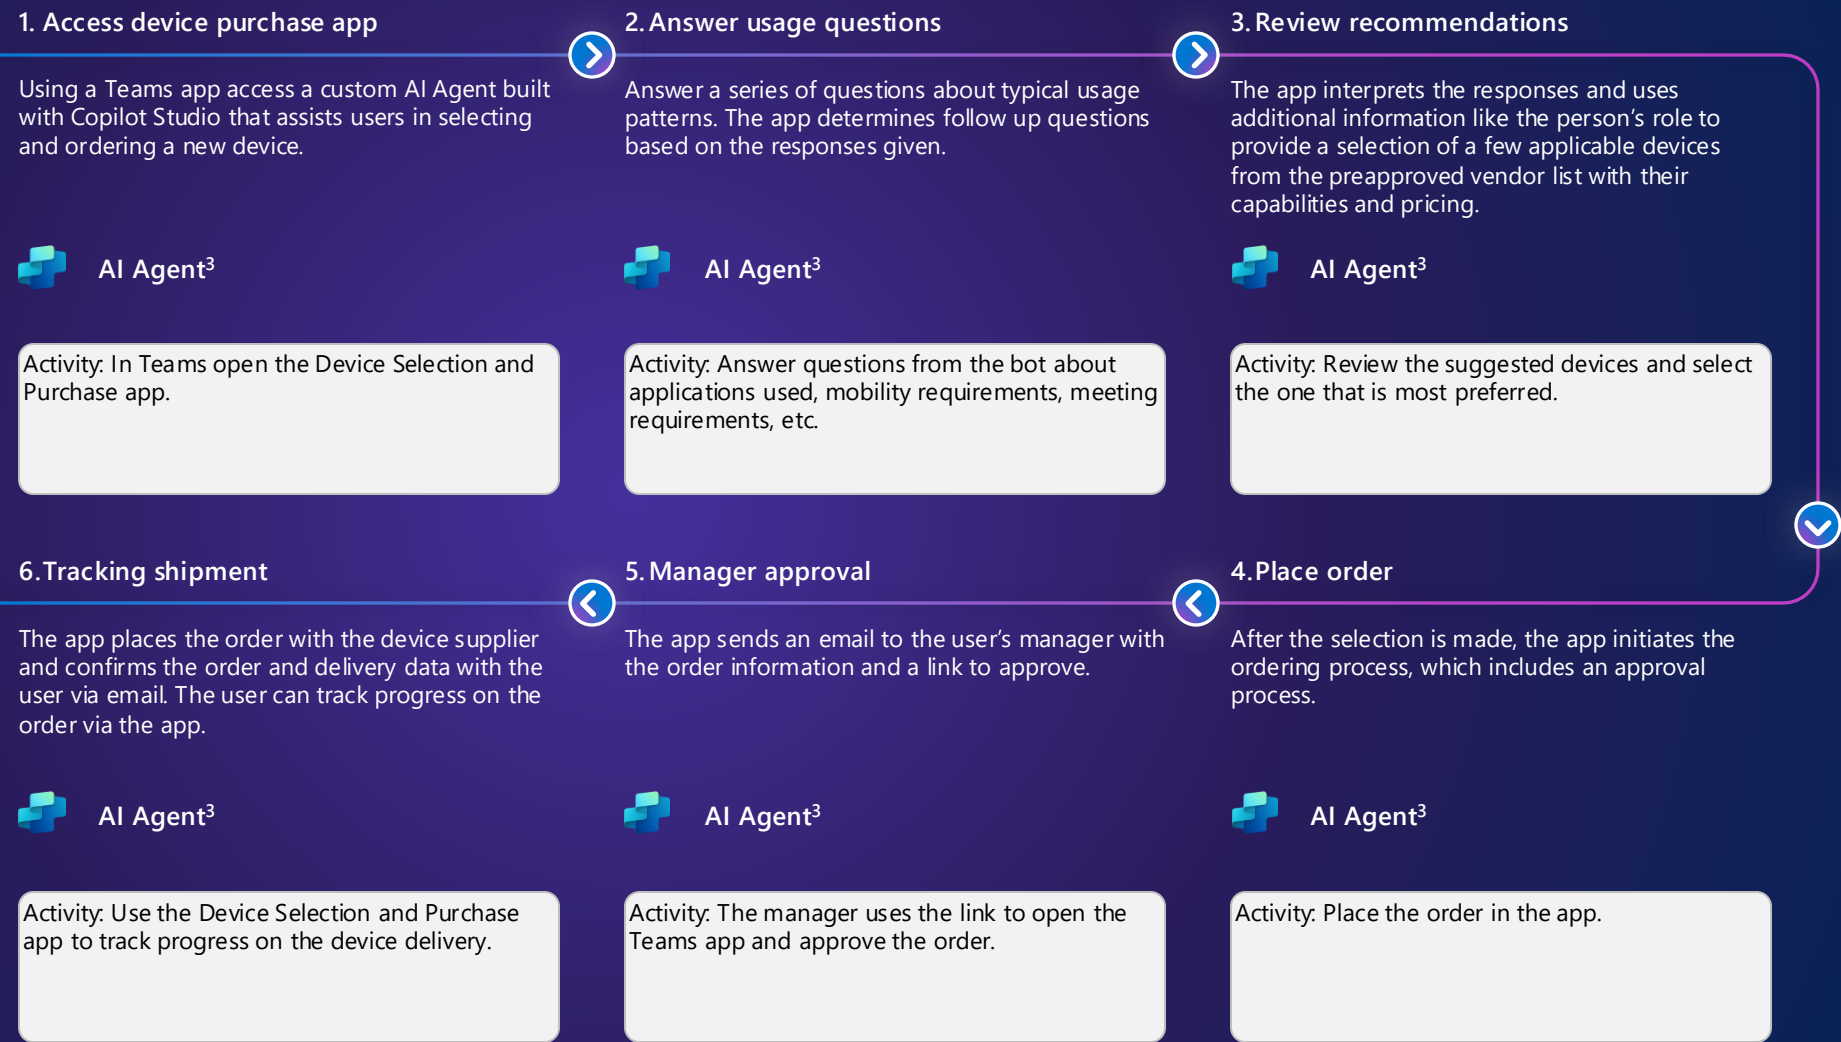 1. Access device purchase app
Using a Teams app access a custom AI Agent built
with Copilot Studio that assists users in selecting
and ordering a new device.
AI Agent³
Activity: In Teams open the Device Selection and
Purchase app.
2. Answer usage questions
Answer a series of questions about typical usage
patterns. The app determines follow up questions
based on the responses given.
AI Agent³
Activity: Answer questions from the bot about
applications used, mobility requirements, meeting
requirements, etc.
3. Review recommendations
The app interprets the responses and uses
additional information like the person’s role to
provide a selection of a few applicable devices
from the preapproved vendor list with their
capabilities and pricing.
AI Agent³
Activity: Review the suggested devices and select
the one that is most preferred.
4. Place order
After the selection is made, the app initiates the
ordering process, which includes an approval
process.
AI Agent³
Activity: Place the order in the app.
5. Manager approval
The app sends an email to the user’s manager with
the order information and a link to approve.
AI Agent³
Activity: The manager uses the link to open the
Teams app and approve the order.
6. Tracking shipment
The app places the order with the device supplier
and confirms the order and delivery data with the
user via email. The user can track progress on the
order via the app.
AI Agent³
Activity: Use the Device Selection and Purchase
app to track progress on the device delivery.